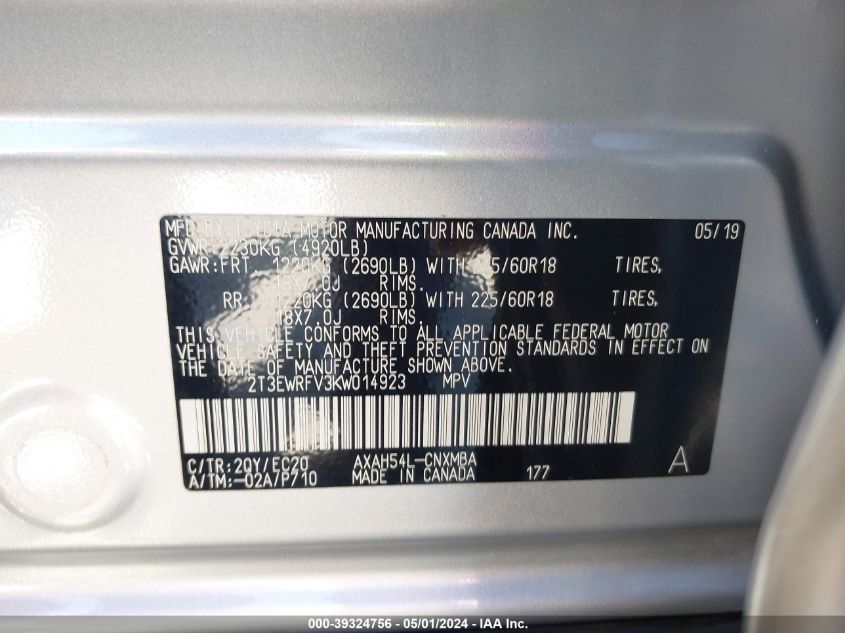 MFD.BY:TOYOTA MOTOR MANUFACTURING CANADA INC. 05/19
GVWR 2230KG (4920LB)
GAWR:FRT 1220KG (2690LB) WITH 5/60R18 TIRES,
18X7.0J RIMS.
RR 1220KG (2690LB) WITH 225/60R18 TIRES,
18X7.0J RIMS.
THIS VEHICLE CONFORMS TO ALL APPLICABLE FEDERAL MOTOR
VEHICLE SAFETY AND THEFT PREVENTION STANDARDS IN EFFECT ON
THE DATE OF MANUFACTURE SHOWN ABOVE.
2T3EWRFV3KW014923 MPV
C/TR:2QY/EC20 AXAH54L-CNXMBA
A/TM:-02A/P710 MADE IN CANADA 177 A
000-39324756 - 05/01/2024 - IAA Inc.